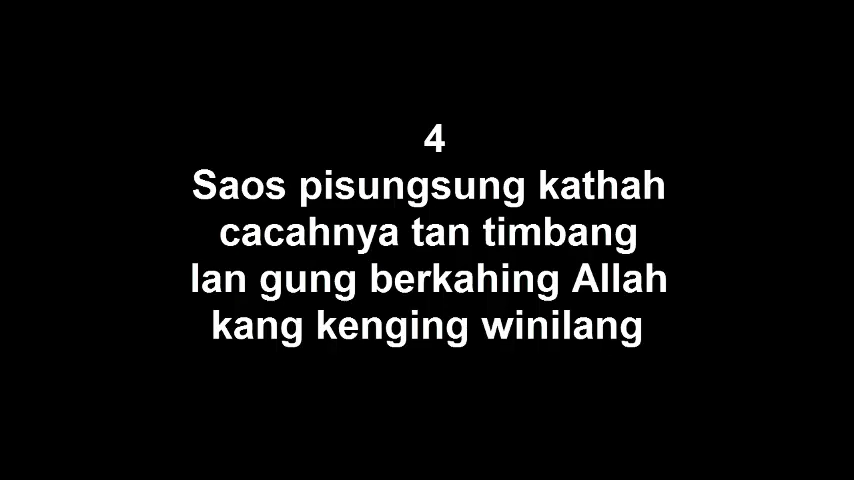 4
Saos pisungsung kathah
cacahnya tan timbang
lan gung berkahing Allah
kang kenging winilang